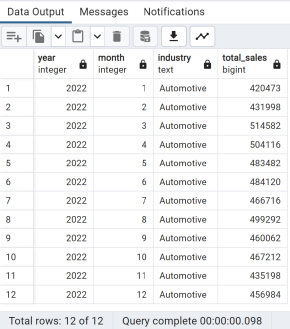 Data Output Messages Notifications
year month industry total_sales
integer integer text bigint
1 2022 1 Automotive 420473
2 2022 2 Automotive 431998
3 2022 3 Automotive 514582
4 2022 4 Automotive 504116
5 2022 5 Automotive 483482
6 2022 6 Automotive 484120
7 2022 7 Automotive 466716
8 2022 8 Automotive 499292
9 2022 9 Automotive 460062
10 2022 10 Automotive 467212
11 2022 11 Automotive 435198
12 2022 12 Automotive 456984
Total rows: 12 of 12 Query complete 00:00:00.098